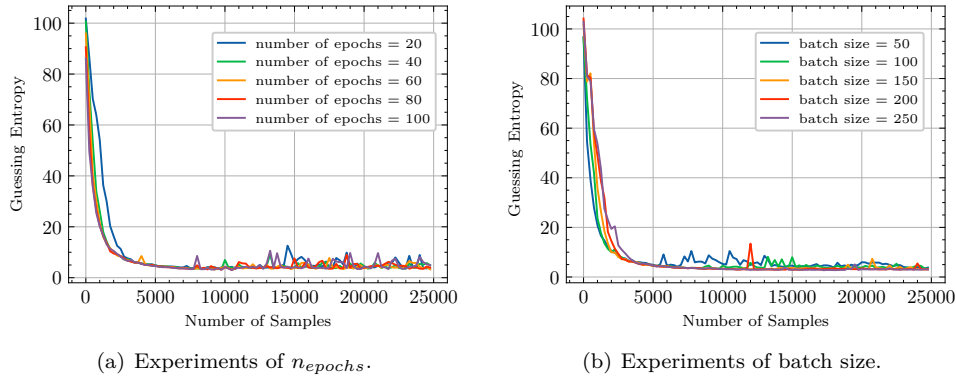 Guessing Entropy
100
80
60
40
20
0
number of epochs = 20
number of epochs = 40
number of epochs = 60
number of epochs = 80
number of epochs = 100
0 5000 10000 15000 20000 25000
Number of Samples
(a) Experiments of n_epochs.
Guessing Entropy
100
80
60
40
20
0
batch size = 50
batch size = 100
batch size = 150
batch size = 200
batch size = 250
0 5000 10000 15000 20000 25000
Number of Samples
(b) Experiments of batch size.